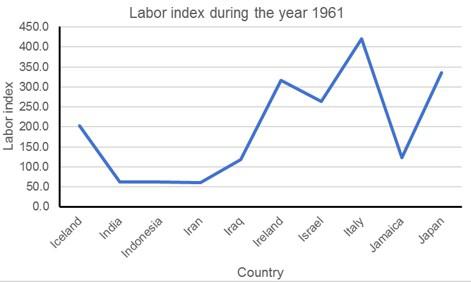 Labor index during the year 1961
450.0
400.0
350.0
300.0
250.0
200.0
150.0
100.0
50.0
0.0
Labor index
Iceland
India
Indonesia
Iran
Iraq
Ireland
Israel
Italy
Jamaica
Japan
Country